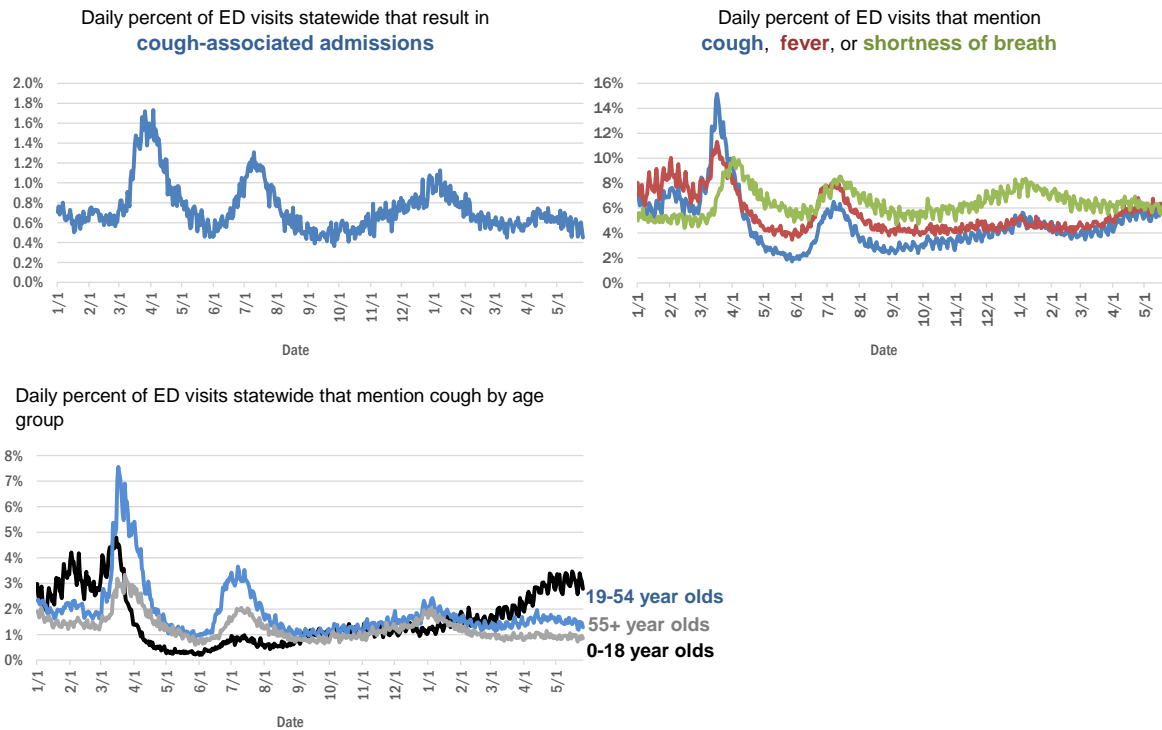 Daily percent of ED visits statewide that result in
cough-associated admissions
2.0%
1.8%
1.6%
1.4%
1.2%
1.0%
0.8%
0.6%
0.4%
0.2%
0.0%
1/1 2/1 3/1 4/1 5/1 6/1 7/1 8/1 9/1 10/1 11/1 12/1 1/1 2/1 3/1 4/1 5/1
Date
Daily percent of ED visits that mention
cough, fever, or shortness of breath
16%
14%
12%
10%
8%
6%
4%
2%
0%
1/1 2/1 3/1 4/1 5/1 6/1 7/1 8/1 9/1 10/1 11/1 12/1 1/1 2/1 3/1 4/1 5/1
Date
Daily percent of ED visits statewide that mention cough by age
group
8%
7%
6%
5%
4%
3%
2%
1%
0%
1/1 2/1 3/1 4/1 5/1 6/1 7/1 8/1 9/1 10/1 11/1 12/1 1/1 2/1 3/1 4/1 5/1
Date
19-54 year olds
55+ year olds
0-18 year olds